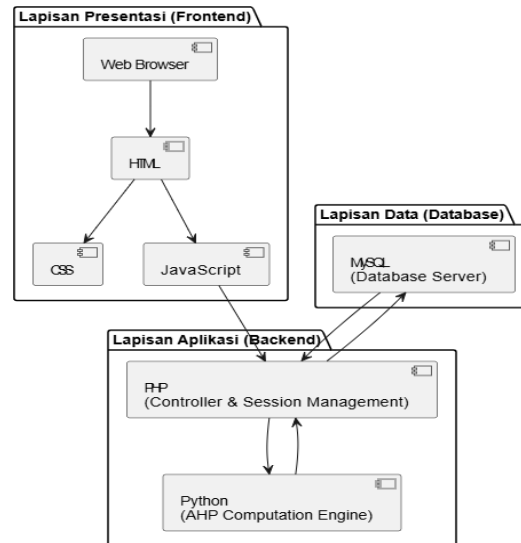 Lapisan Presentasi (Frontend)
Web Browser
HTML
CSS
JavaScript
Lapisan Data (Database)
MySQL
(Database Server)
Lapisan Aplikasi (Backend)
PHP
(Controller & Session Management)
Python
(AHP Computation Engine)